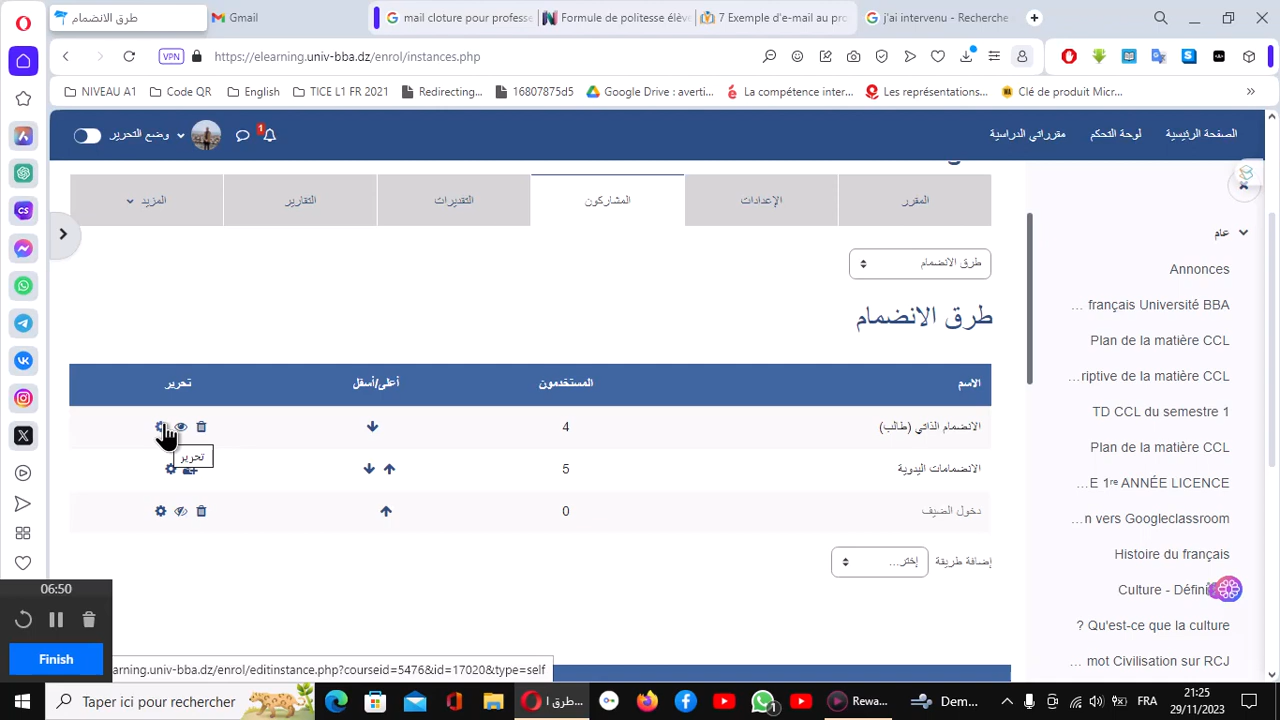 طرق الانضمام
Gmail
mail cloture pour professe
Formule de politesse élèv
7 Exemple d'e-mail au pro
j'ai intervenu - Recherche
VPN
https://elearning.univ-bba.dz/enrol/instances.php
NIVEAU A1
Code QR
English
TICE L1 FR 2021
Redirecting...
16807875d5
Google Drive : averti...
La compétence inter...
Les représentations...
Clé de produit Micr...
»
الصفحة الرئيسية
لوحة التحكم
مقرراتي الدراسية
1
وضع التحرير
المقرر
الإعدادات
المشاركون
التقديرات
التقارير
المزيد
طرق الانضمام
طرق الانضمام
الاسم
المستخدمون
أعلى/أسفل
تحرير
الانضمام الذاتي (طالب)
4
تحرير
الانضمامات اليدوية
5
دخول الضيف
0
إضافة طريقة
إختر...
عام
Annonces
français Université BBA ...
Plan de la matière CCL
riptive de la matière CCL...
TD CCL du semestre 1
Plan de la matière CCL
E 1ʳᵉ ANNÉE LICENCE...
n vers Googleclassroom...
Histoire du français
Culture - Défini
? Qu'est-ce que la culture
mot Civilisation sur RCJ ...
06:50
Finish
arning.univ-bba.dz/enrol/editinstance.php?courseid=5476&id=17020&type=self
Taper ici pour rechercher
طرق ا...
1
Rewa...
Dem...
FRA
21:25
29/11/2023